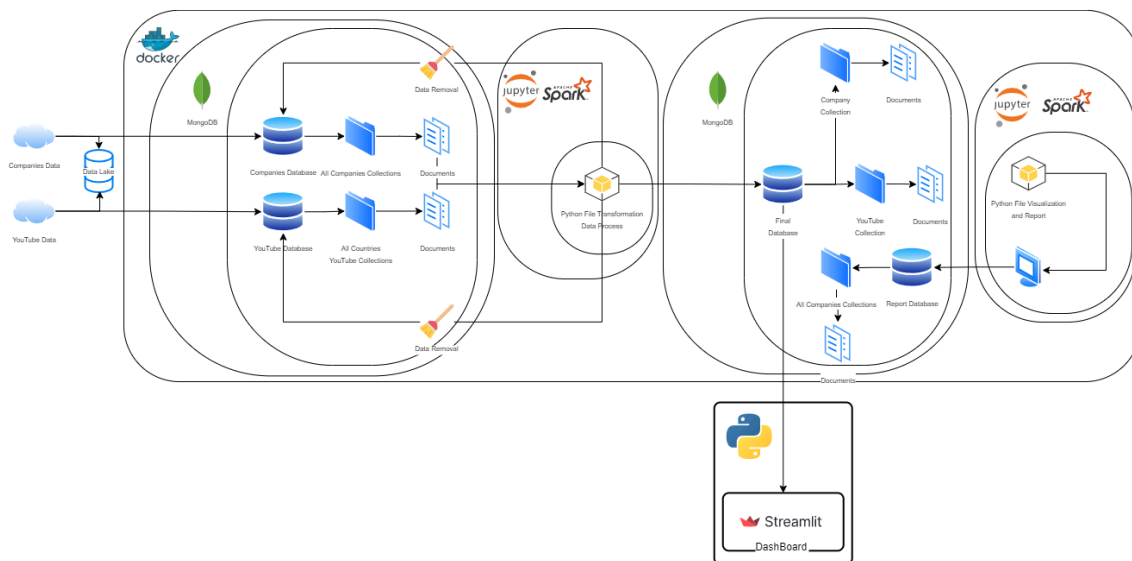 docker
MongoDB
Data Removal
jupyter
APACHE
Spark
MongoDB
Company
Collection
Documents
jupyter
APACHE
Spark
Companies Data
Data Lake
YouTube Data
Companies Database
All Companies Collections
Documents
YouTube Database
All Countries
YouTube Collections
Documents
Data Removal
Python File Transformation
Data Process
Final
Database
YouTube
Collection
Documents
All Companies Collections
Report Database
Documents
Python File Visualization
and Report
Streamlit
DashBoard